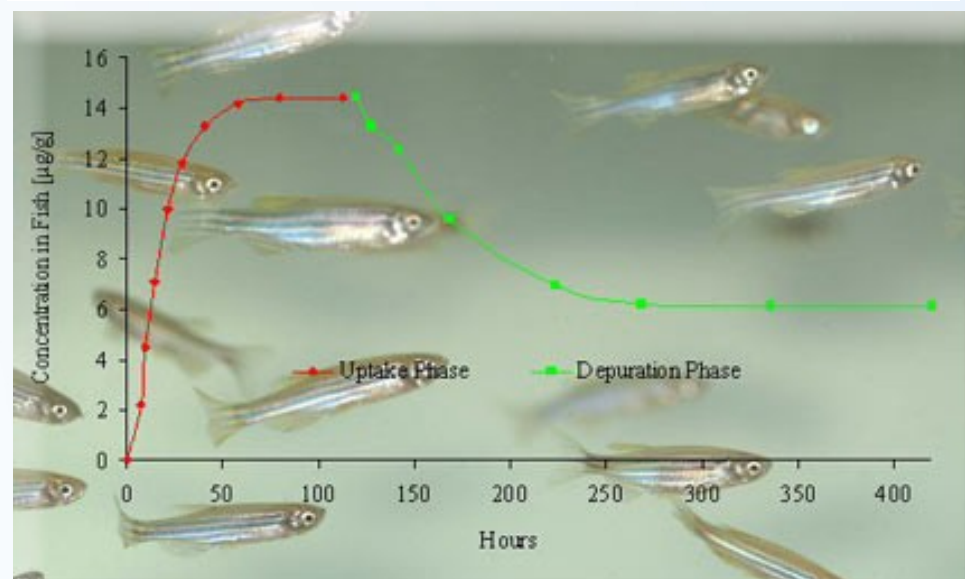 16
14
12
10
8
6
4
2
0
Concentration in Fish [µg/g]
Uptake Phase
Depuration Phase
0 50 100 150 200 250 300 350 400
Hours